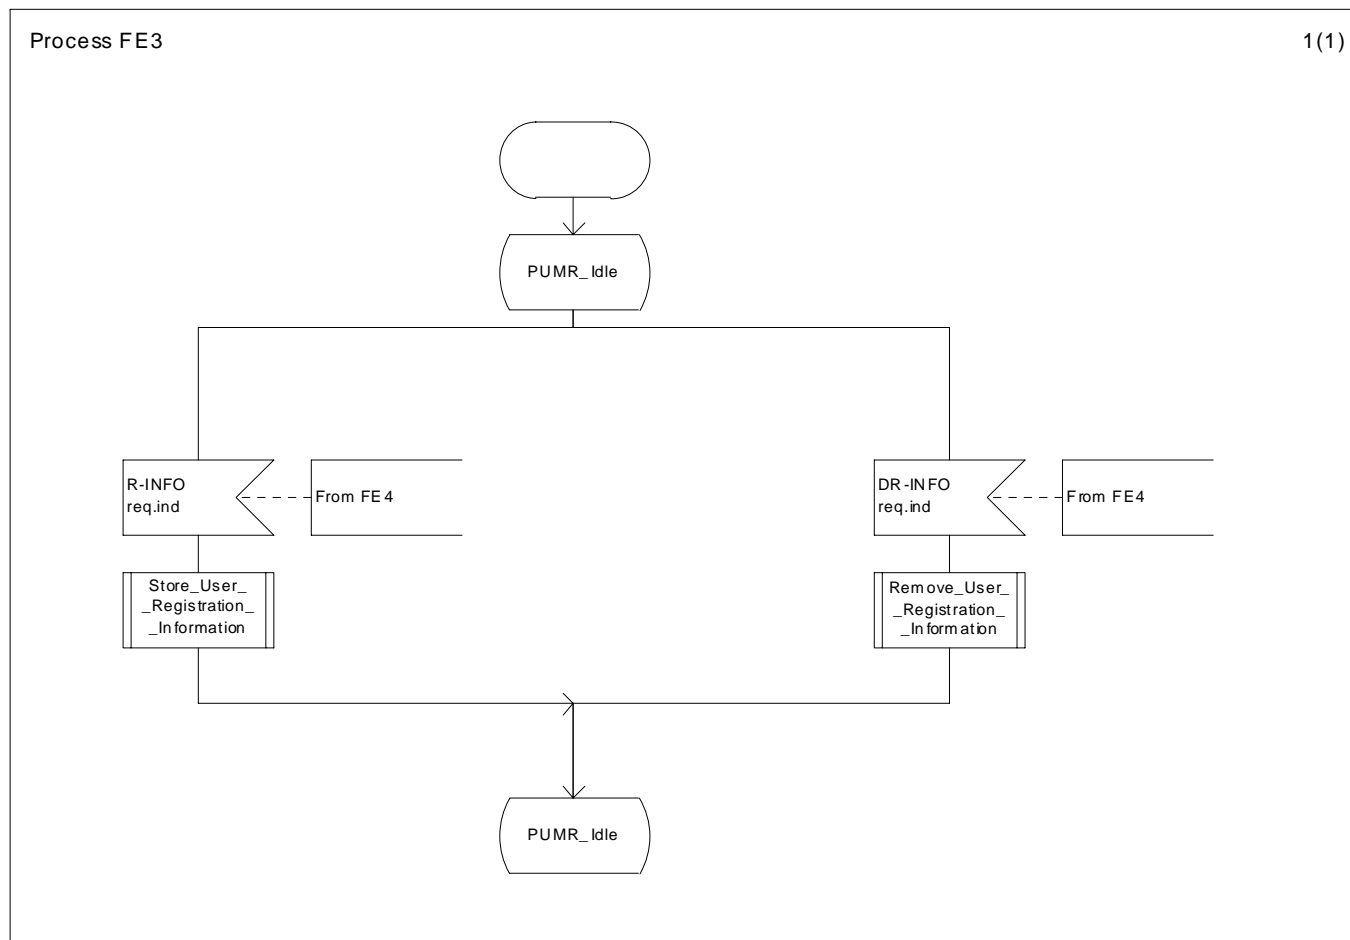 Process FE3
1(1)
PUMR_Idle
R-INFO
req.ind
From FE4
DR-INFO
req.ind
From FE4
Store_User_
_Registration_
_Information
Remove_User_
_Registration_
_Information
PUMR_Idle